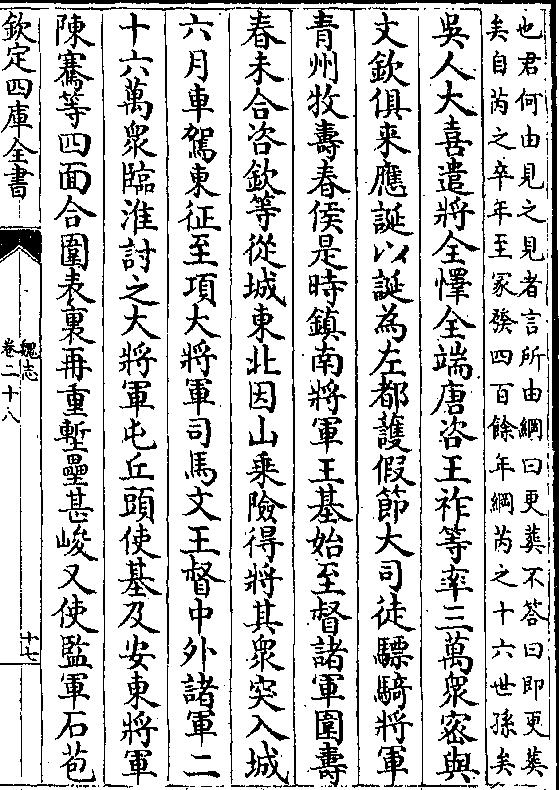 也君何由見之見者言所由綱曰更葬不答曰即更葬
矣自芮之卒年至冢發四百餘年綱芮之十六世孫矣
吳人大喜遣將全懌全端唐咨王祚等率三萬衆密與
文欽俱來應誕以誕為左都護假節大司徒驃騎將軍
青州牧壽春侯是時鎮南將軍王基始至督諸軍圍壽
春未合咨欽等從城東北因山乗險得將其衆突入城
六月車駕東征至項大將軍司馬文王督中外諸軍二
十六萬衆臨淮討之大將軍屯丘頭使基及安東將軍
陳騫等四面合圍表裏再重塹壘甚峻又使監軍石苞
欽定四庫全書
魏志
卷二十八
十七